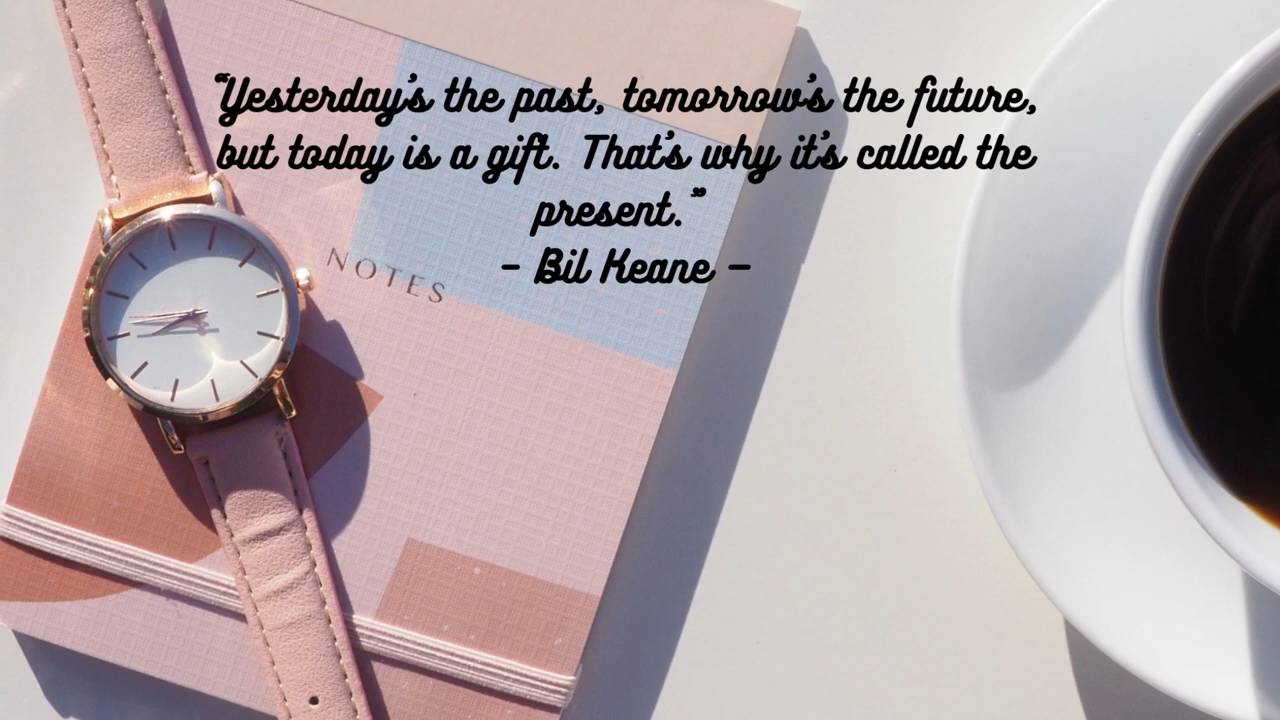 “Yesterday’s the past, tomorrow’s the future,
but today is a gift. That’s why it’s called the
present.”
- Bil Keane –
NOTES